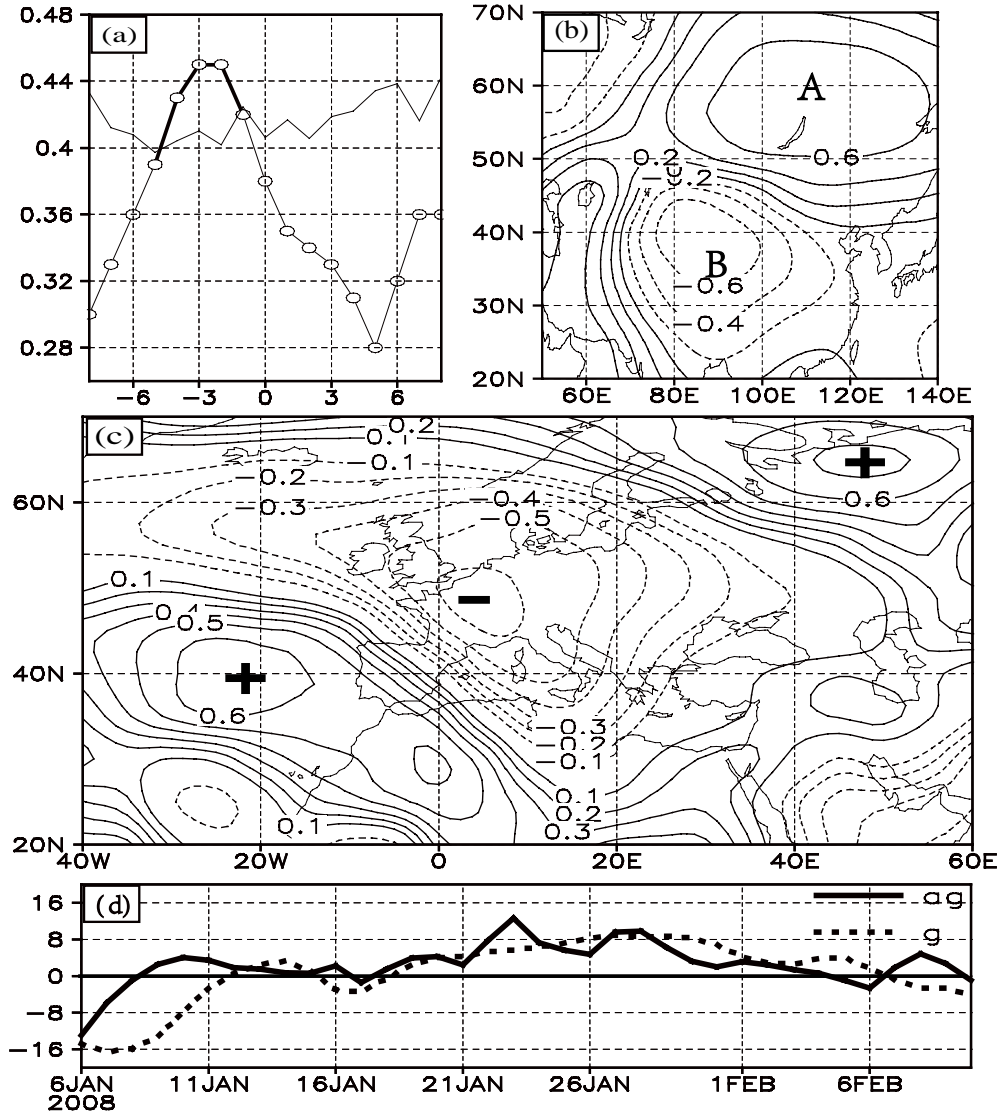 (a)
0.48
0.44
0.4
0.36
0.32
0.28
−6 −3 0 3 6
(b)
70N
60N
50N
40N
30N
20N
A
0.6
0.2
−0.2
B
−0.6
−0.4
60E 80E 100E 120E 140E
(c)
60N
40N
20N
0.2
0.1
−0.1
−0.2
−0.3
−0.4
−0.5
+
0.6
0.1
0.5
−
+
0.6
−0.3
−0.2
−0.1
0.1
0.2
0.3
0.1
40W 20W 0 20E 40E 60E
(d)
16
8
0
−8
−16
ag
g
6JAN 11JAN 16JAN 21JAN 26JAN 1FEB 6FEB
2008